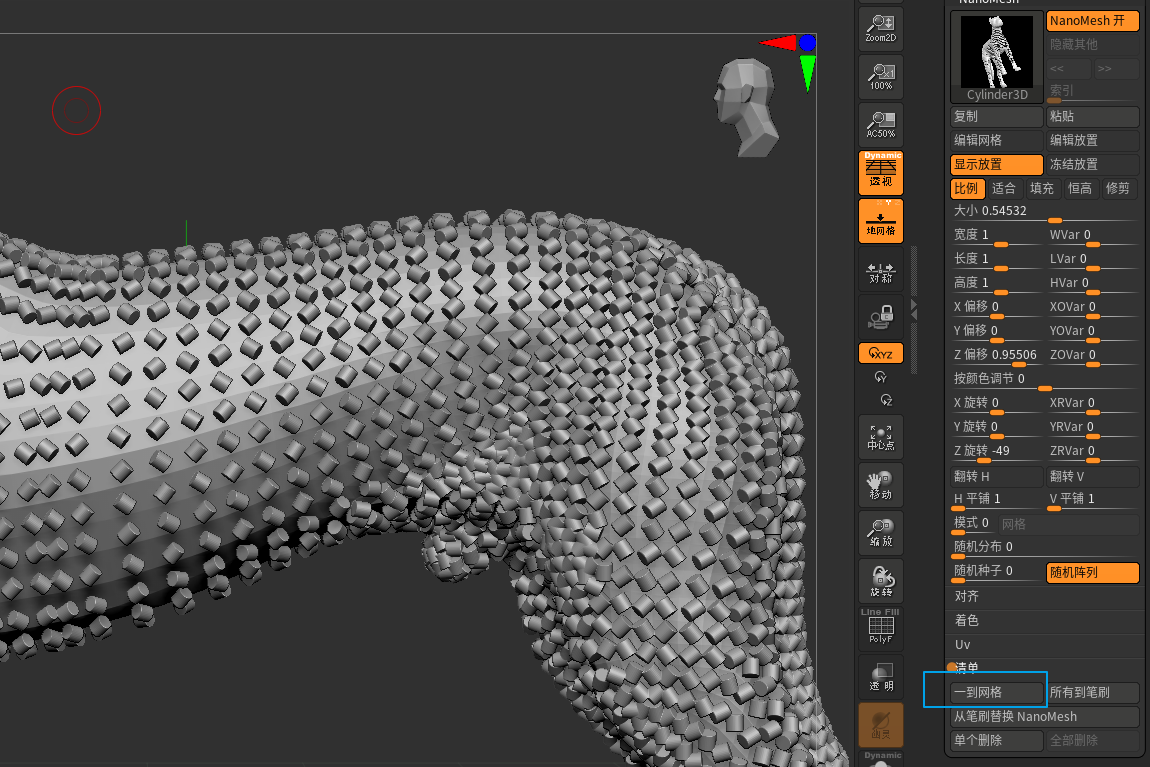 NanoMesh
Zoom2D
100%
AC50%
Dynamic
透视
地网格
对称
XYZ
Y
Z
中心点
移动
缩放
旋转
Line Fill
PolyF
透明
Dynamic
NanoMesh 开
隐藏其他
<< >>
索引
Cylinder3D
复制 粘贴
编辑网格 编辑放置
显示放置 冻结放置
比例 适合 填充 恒高 修剪
大小 0.54532
宽度 1 WVar 0
长度 1 LVar 0
高度 1 HVar 0
X 偏移 0 XOVar 0
Y 偏移 0 YOVar 0
Z 偏移 0.95506 ZOVar 0
按颜色调节 0
X 旋转 0 XRVar 0
Y 旋转 0 YRVar 0
Z 旋转 -49 ZRVar 0
翻转 H 翻转 V
H 平铺 1 V 平铺 1
模式 0 网格
随机分布 0
随机种子 0 随机阵列
对齐
着色
Uv
清单
一到网格 所有到笔刷
从笔刷替换 NanoMesh
单个删除 全部删除